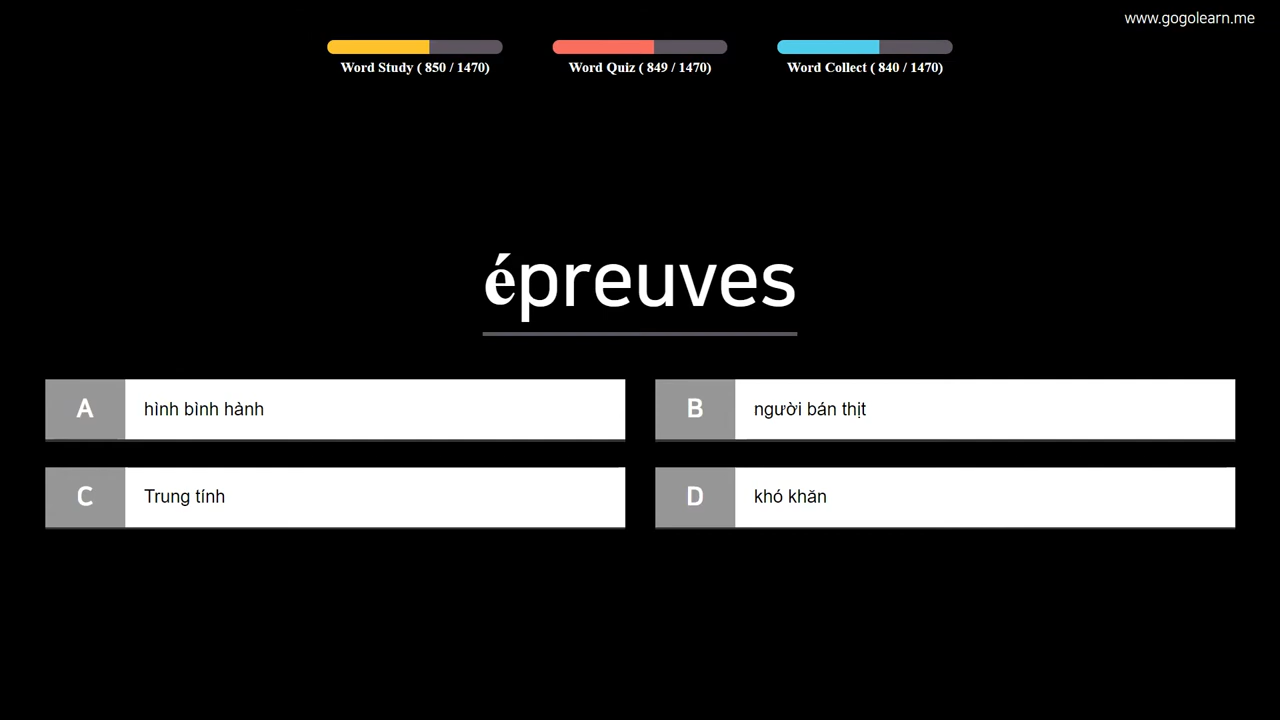 www.gogolearn.me
Word Study ( 850 / 1470)
Word Quiz ( 849 / 1470)
Word Collect ( 840 / 1470)
épreuves
A hình bình hành
B người bán thịt
C Trung tính
D khó khăn